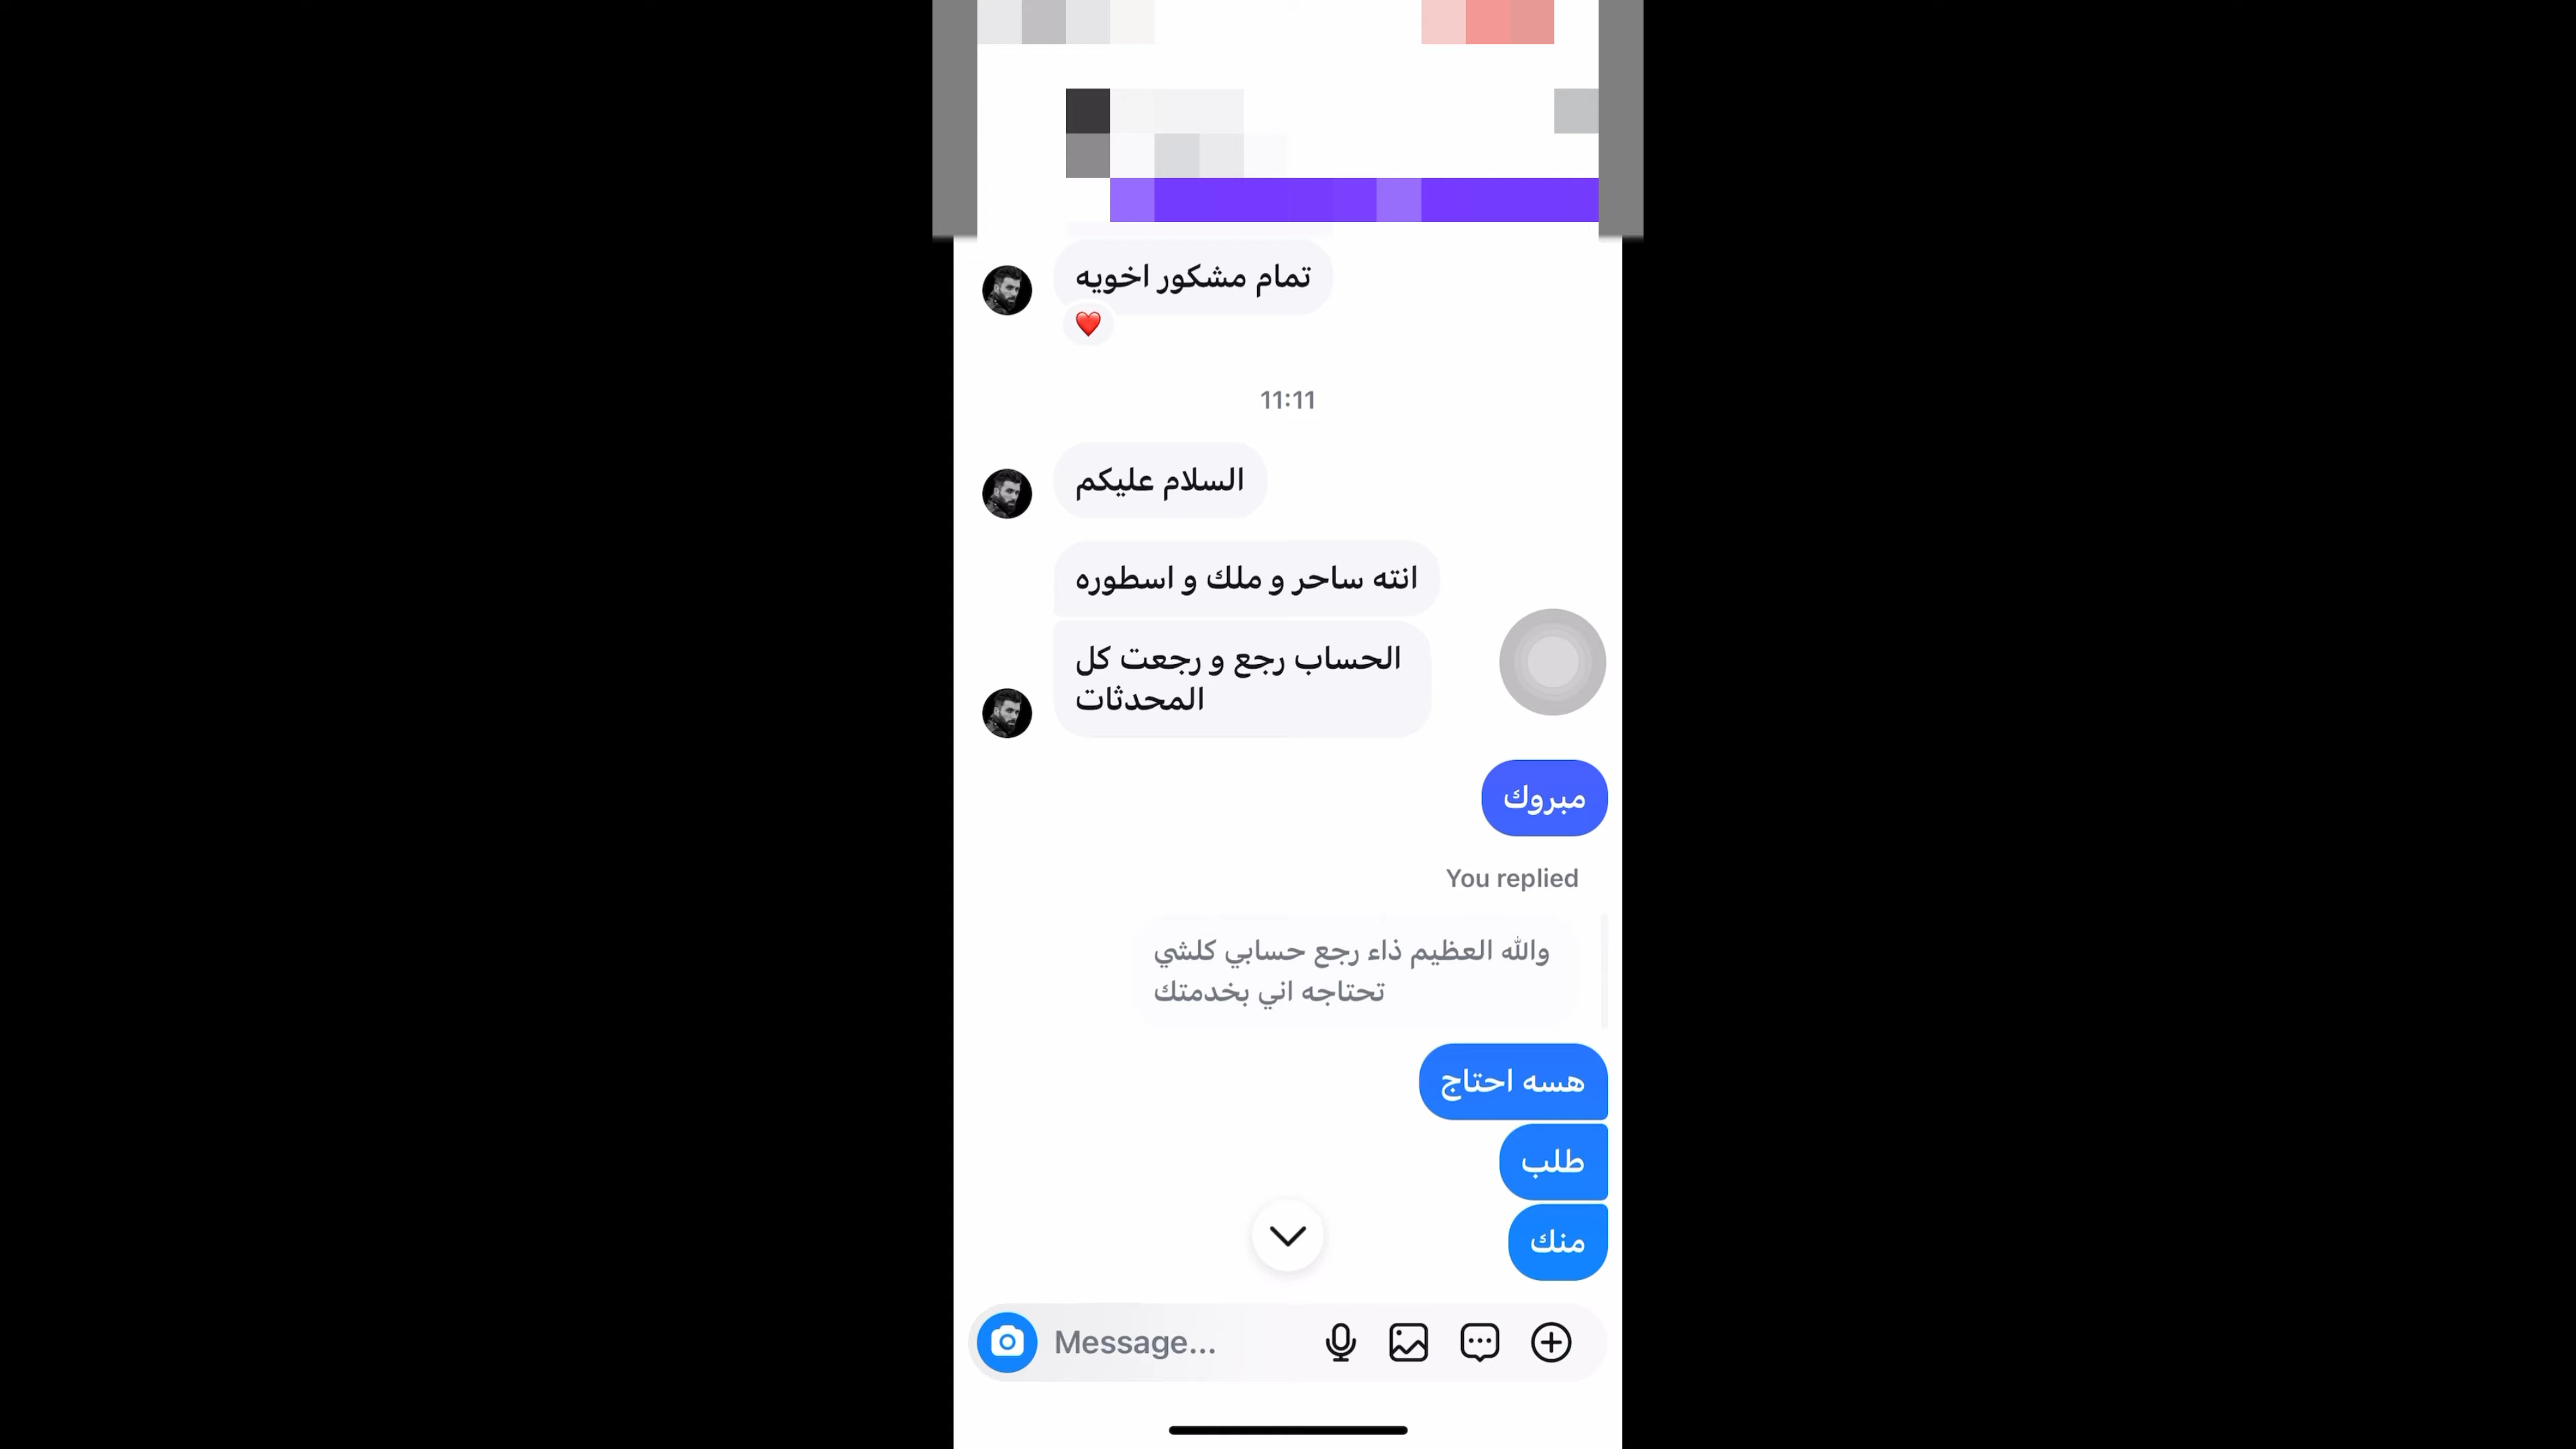 تمام مشكور اخويه
❤️
11:11
السلام عليكم
انته ساحر و ملك و اسطوره
الحساب رجع و رجعت كل
المحدثات
مبروك
You replied
والله العظيم ذاء رجع حسابي كلشي
تحتاجه اني بخدمتك
هسه احتاج
طلب
منك
Message...